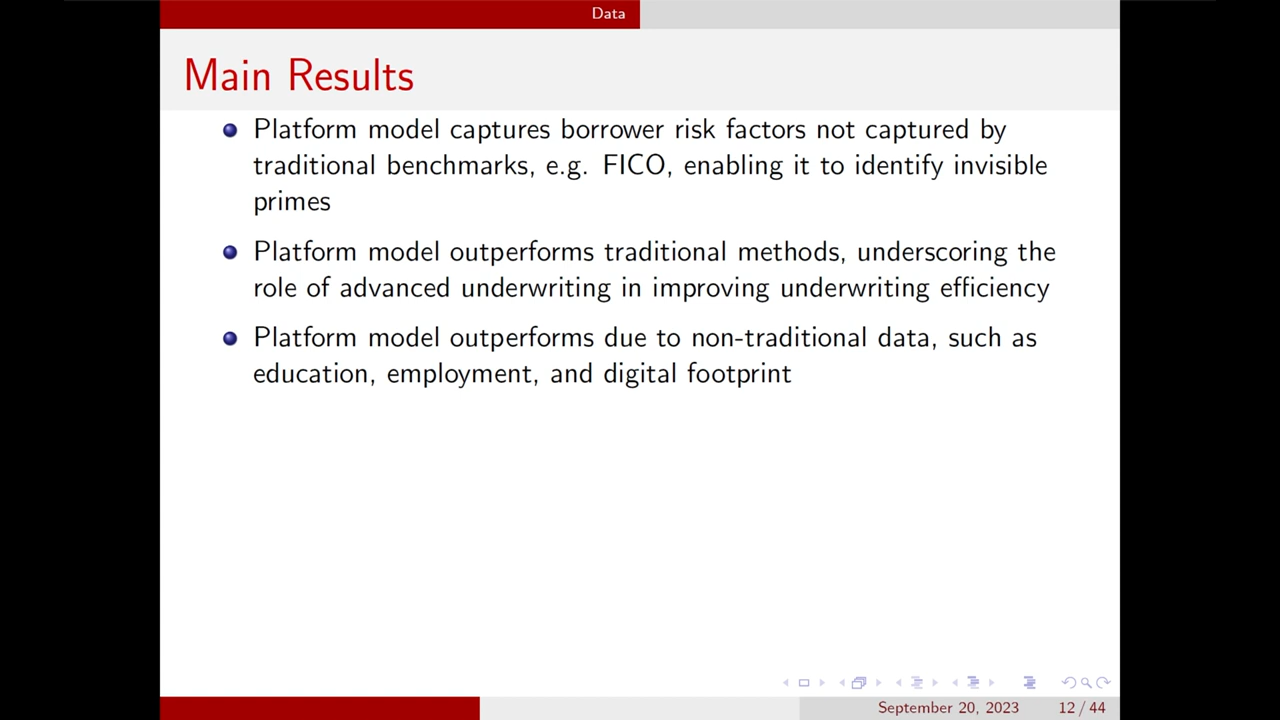 Data
Main Results
Platform model captures borrower risk factors not captured by
traditional benchmarks, e.g. FICO, enabling it to identify invisible
primes
Platform model outperforms traditional methods, underscoring the
role of advanced underwriting in improving underwriting efficiency
Platform model outperforms due to non-traditional data, such as
education, employment, and digital footprint
September 20, 2023 12 / 44